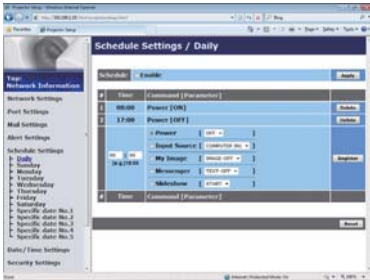 Schedule Settings / Daily
Top:
Network Information
Network Settings
Port Settings
Mail Settings
Alert Settings
Schedule Settings
Daily
Sunday
Monday
Tuesday
Wednesday
Thursday
Friday
Saturday
Specific date No.1
Specific date No.2
Specific date No.3
Specific date No.4
Specific date No.5
Date/Time Settings
Security Settings
Schedule Enable Apply
# Time Command [Parameter]
1 08:00 Power [ON] Delete
2 17:00 Power [OFF] Delete
Power [ OFF ]
Input Source [ COMPUTER IN1 ]
My Image [ IMAGE-OFF ]
Messenger [ TEXT-OFF ]
Slideshow [ START ]
Register
# Time Command [Parameter]
Reset